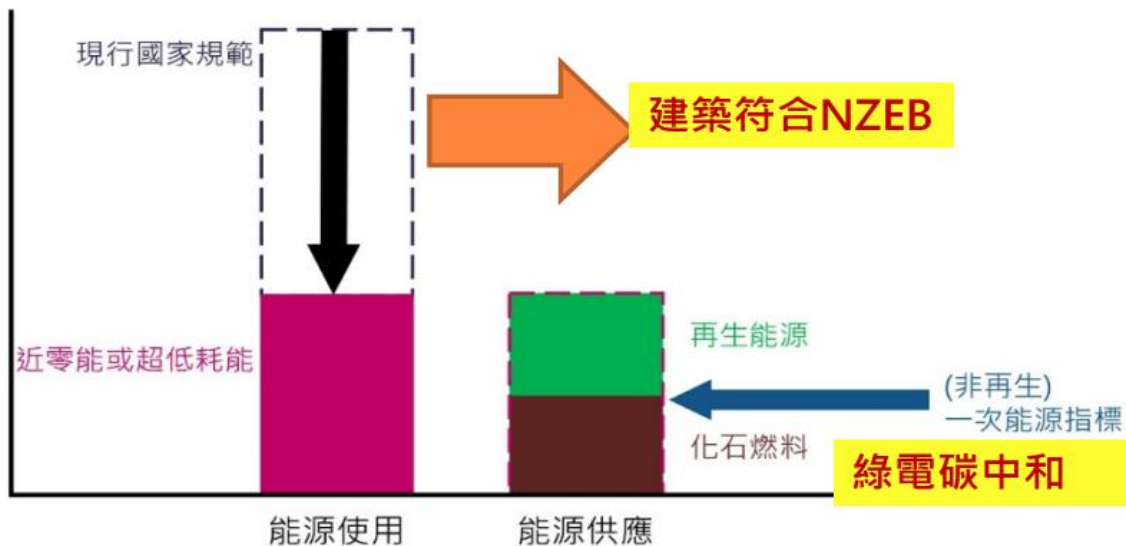 現行國家規範
建築符合NZEB
近零能或超低耗能
再生能源
(非再生)
一次能源指標
化石燃料
綠電碳中和
能源使用
能源供應